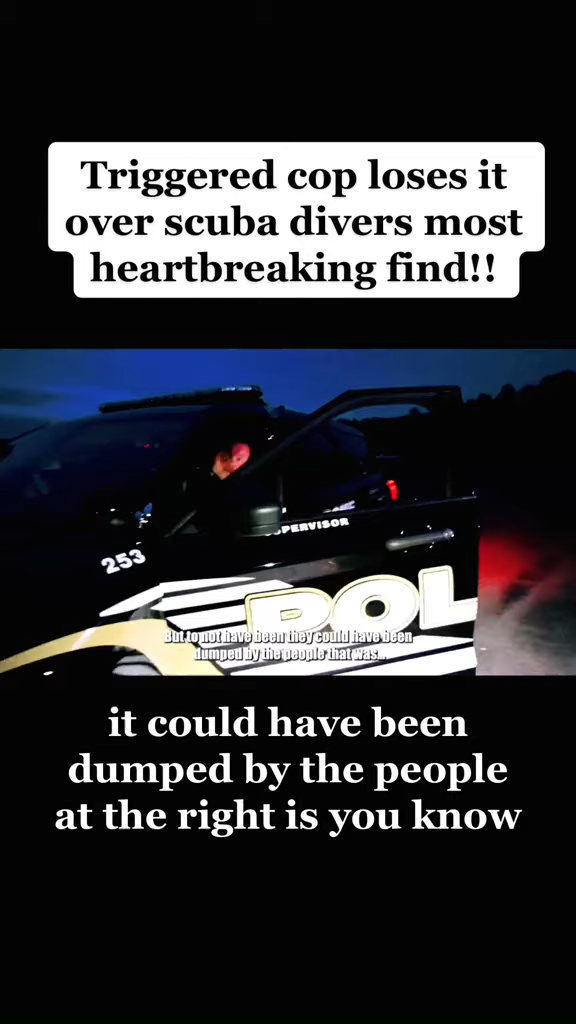 Triggered cop loses it
over scuba divers most
heartbreaking find!!
PERVISOR
253
POL
But to not have been they could have been
dumped by the people that was...
it could have been
dumped by the people
at the right is you know